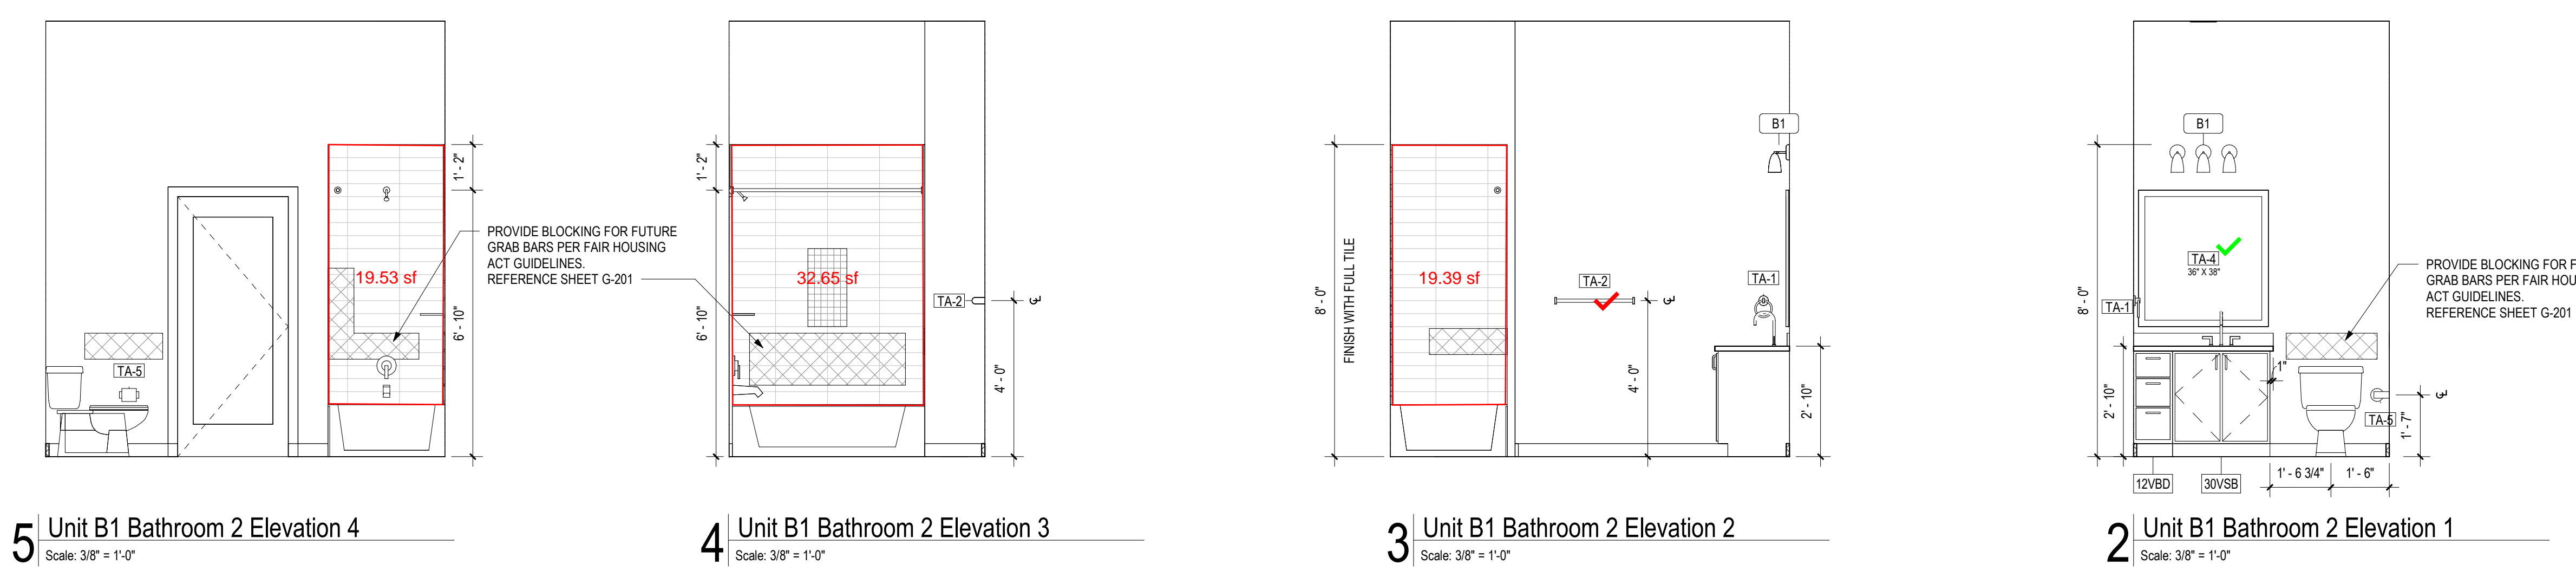 1' - 2"
6' - 10"
19.53 sf
TA-5
PROVIDE BLOCKING FOR FUTURE
GRAB BARS PER FAIR HOUSING
ACT GUIDELINES.
REFERENCE SHEET G-201
5
Unit B1 Bathroom 2 Elevation 4
Scale: 3/8" = 1'-0"
1' - 2"
6' - 10"
32.65 sf
TA-2
4' - 0"
4
Unit B1 Bathroom 2 Elevation 3
Scale: 3/8" = 1'-0"
8' - 0"
FINISH WITH FULL TILE
19.39 sf
TA-2
4' - 0"
B1
TA-1
2' - 10"
3
Unit B1 Bathroom 2 Elevation 2
Scale: 3/8" = 1'-0"
8' - 0"
B1
TA-4
36" X 38"
TA-1
2' - 10"
1"
PROVIDE BLOCKING FOR F
GRAB BARS PER FAIR HOU
ACT GUIDELINES.
REFERENCE SHEET G-201
TA-5
1' - 7"
1' - 6 3/4"
1' - 6"
12VBD
30VSB
2
Unit B1 Bathroom 2 Elevation 1
Scale: 3/8" = 1'-0"